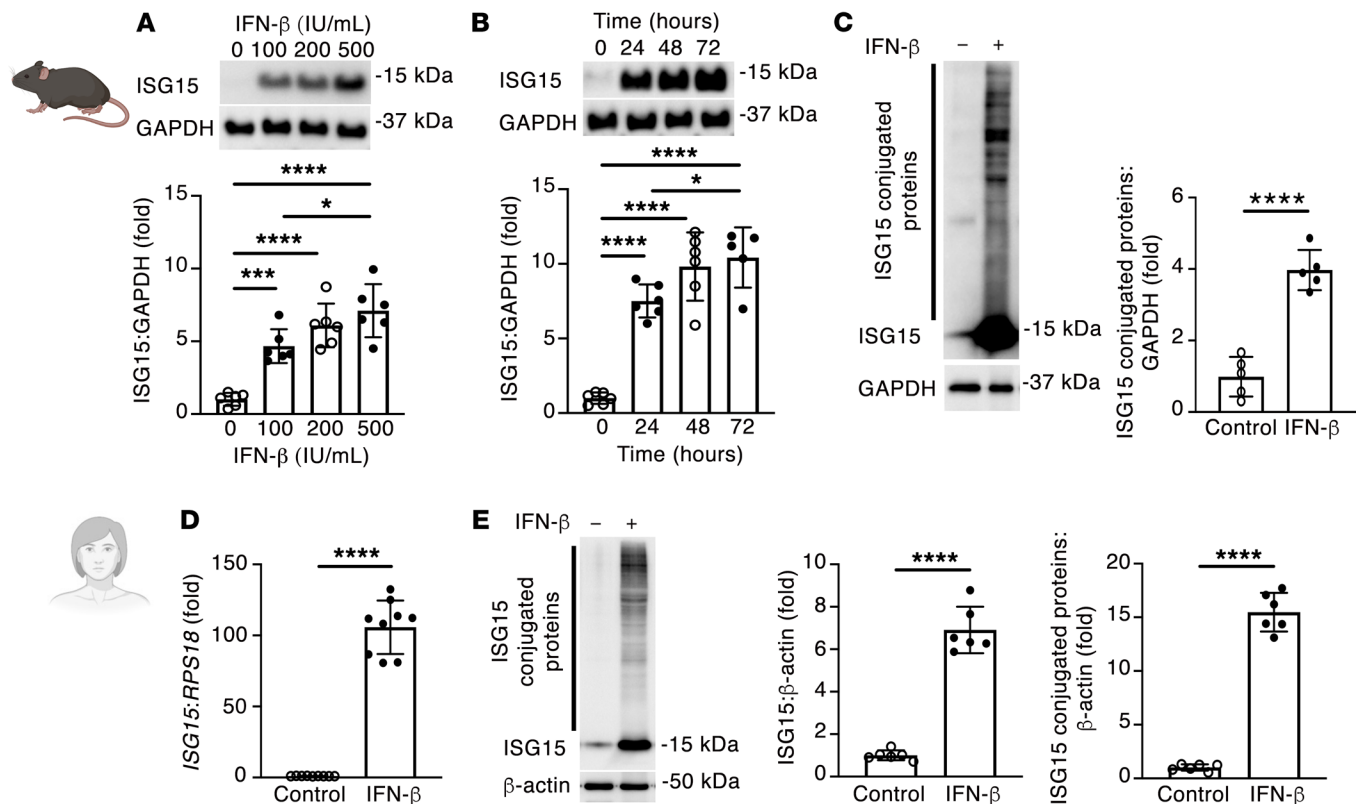 A
IFN-β (IU/mL)
0 100 200 500
ISG15
-15 kDa
GAPDH
-37 kDa
****
*
****
***
ISG15:GAPDH (fold)
15
10
5
0
0 100 200 500
IFN-β (IU/mL)
B
Time (hours)
0 24 48 72
ISG15
-15 kDa
GAPDH
-37 kDa
****
*
****
****
ISG15:GAPDH (fold)
15
10
5
0
0 24 48 72
Time (hours)
C
IFN-β − +
ISG15 conjugated
proteins
ISG15
-15 kDa
GAPDH
-37 kDa
ISG15 conjugated proteins:
GAPDH (fold)
6
4
2
0
****
Control IFN-β
D
ISG15:RPS18 (fold)
150
100
50
0
****
Control IFN-β
E
IFN-β − +
ISG15
conjugated
proteins
ISG15
-15 kDa
β-actin
-50 kDa
ISG15:β-actin (fold)
10
8
6
4
2
0
****
Control IFN-β
ISG15 conjugated proteins:
β-actin (fold)
20
15
10
5
0
****
Control IFN-β